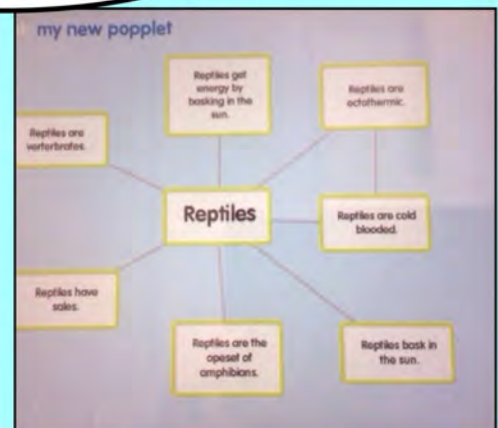 my new popplet
Reptiles get
energy by
basking in the
sun.
Reptiles are
ectothermic.
Reptiles are
verterbrates.
Reptiles
Reptiles are cold
blooded.
Reptiles have
sales.
Reptiles are the
opeset of
amphibians.
Reptiles bask in
the sun.